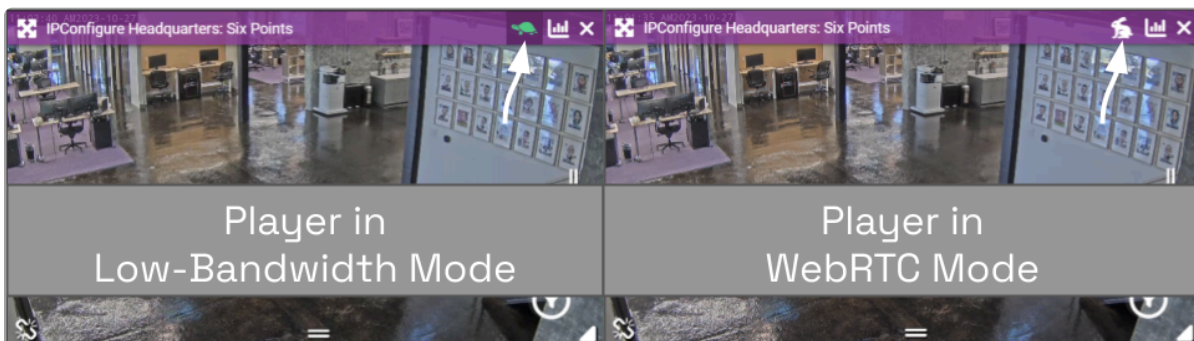 IPConfigure Headquarters: Six Points
IPConfigure Headquarters: Six Points
Player in
Low-Bandwidth Mode
Player in
WebRTC Mode